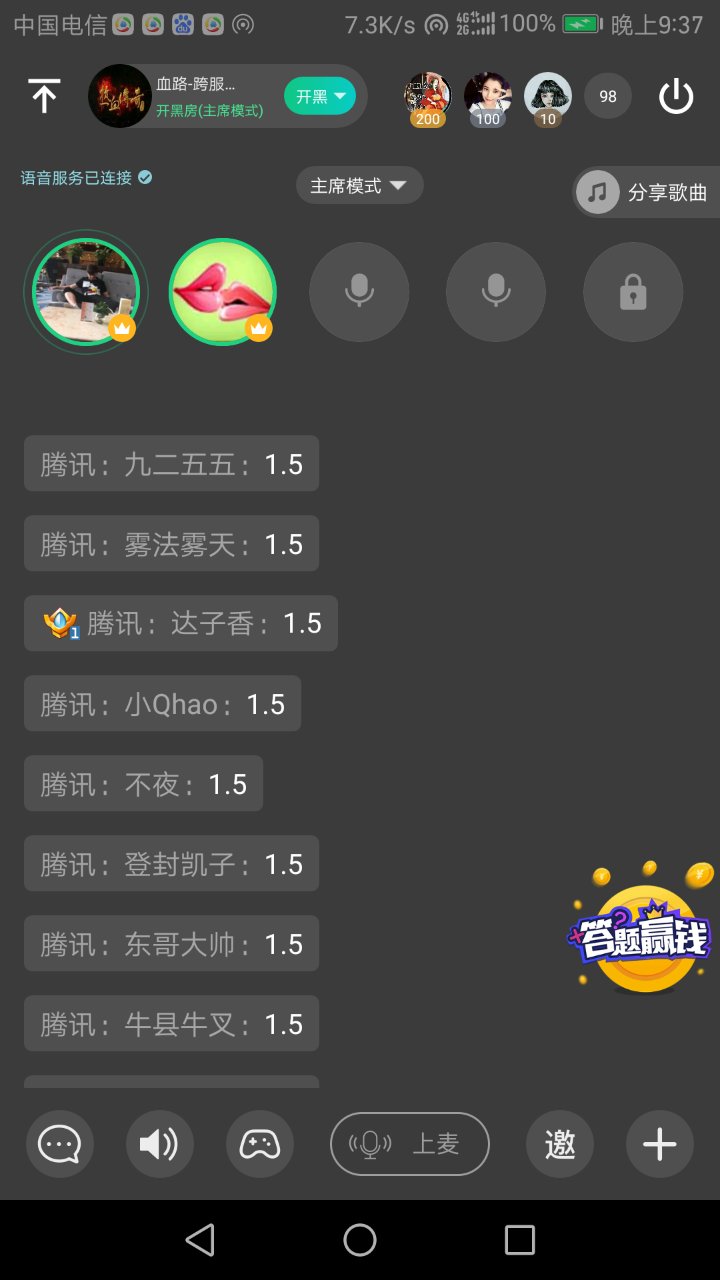 中国电信
7.3K/s 4G 2G 100% 晚上9:37
热血传奇
血路-跨服...
开黑房(主席模式)
开黑
200
100
10
98
语音服务已连接
主席模式
分享歌曲
腾讯：九二五五：1.5
腾讯：雾法雾天：1.5
1 腾讯：达子香：1.5
腾讯：小Qhao：1.5
腾讯：不夜：1.5
腾讯：登封凯子：1.5
腾讯：东哥大帅：1.5
答题赢钱
腾讯：牛县牛叉：1.5
上麦
邀